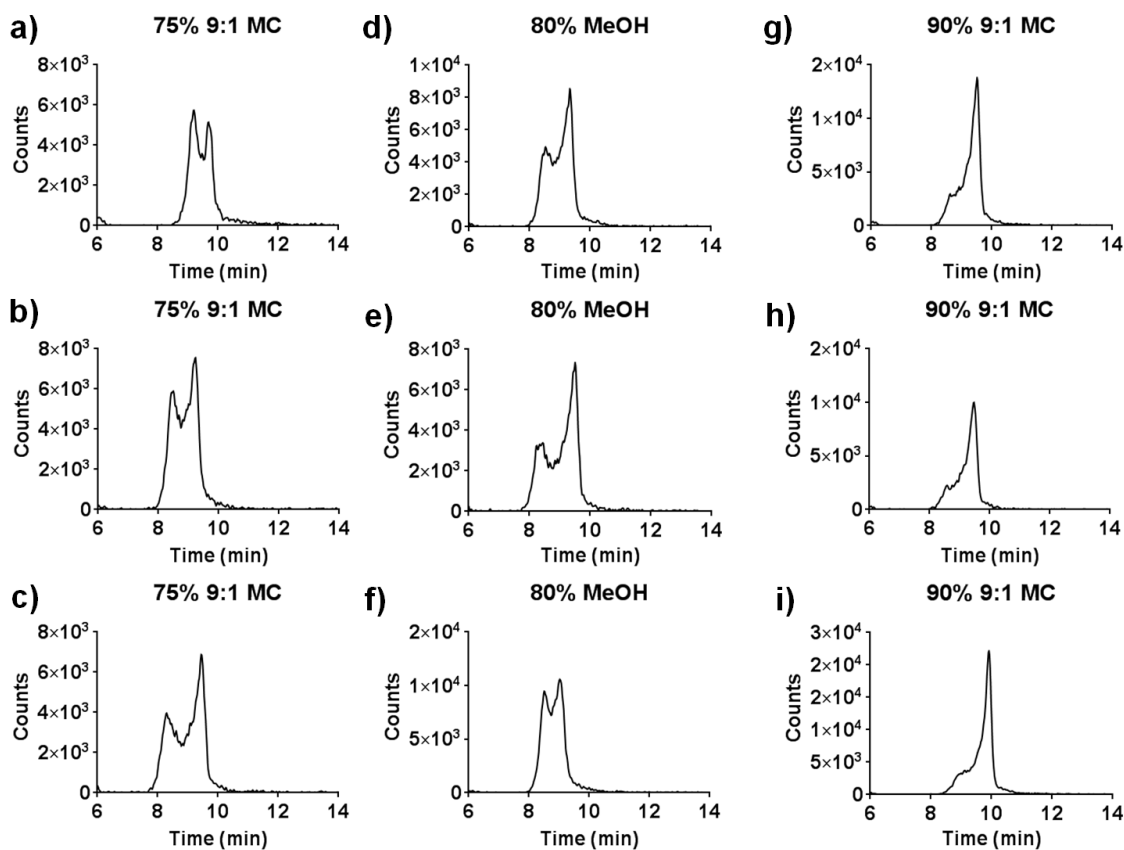 a) 75% 9:1 MC
8×10³
6×10³
4×10³
2×10³
0
Counts
6 8 10 12 14
Time (min)
d) 80% MeOH
1×10⁴
8×10³
6×10³
4×10³
2×10³
0
Counts
6 8 10 12 14
Time (min)
g) 90% 9:1 MC
2×10⁴
1×10⁴
5×10³
0
Counts
6 8 10 12 14
Time (min)
b) 75% 9:1 MC
8×10³
6×10³
4×10³
2×10³
0
Counts
6 8 10 12 14
Time (min)
e) 80% MeOH
8×10³
6×10³
4×10³
2×10³
0
Counts
6 8 10 12 14
Time (min)
h) 90% 9:1 MC
2×10⁴
1×10⁴
5×10³
0
Counts
6 8 10 12 14
Time (min)
c) 75% 9:1 MC
8×10³
6×10³
4×10³
2×10³
0
Counts
6 8 10 12 14
Time (min)
f) 80% MeOH
2×10⁴
1×10⁴
5×10³
0
Counts
6 8 10 12 14
Time (min)
i) 90% 9:1 MC
3×10⁴
2×10⁴
2×10⁴
1×10⁴
5×10³
0
Counts
6 8 10 12 14
Time (min)